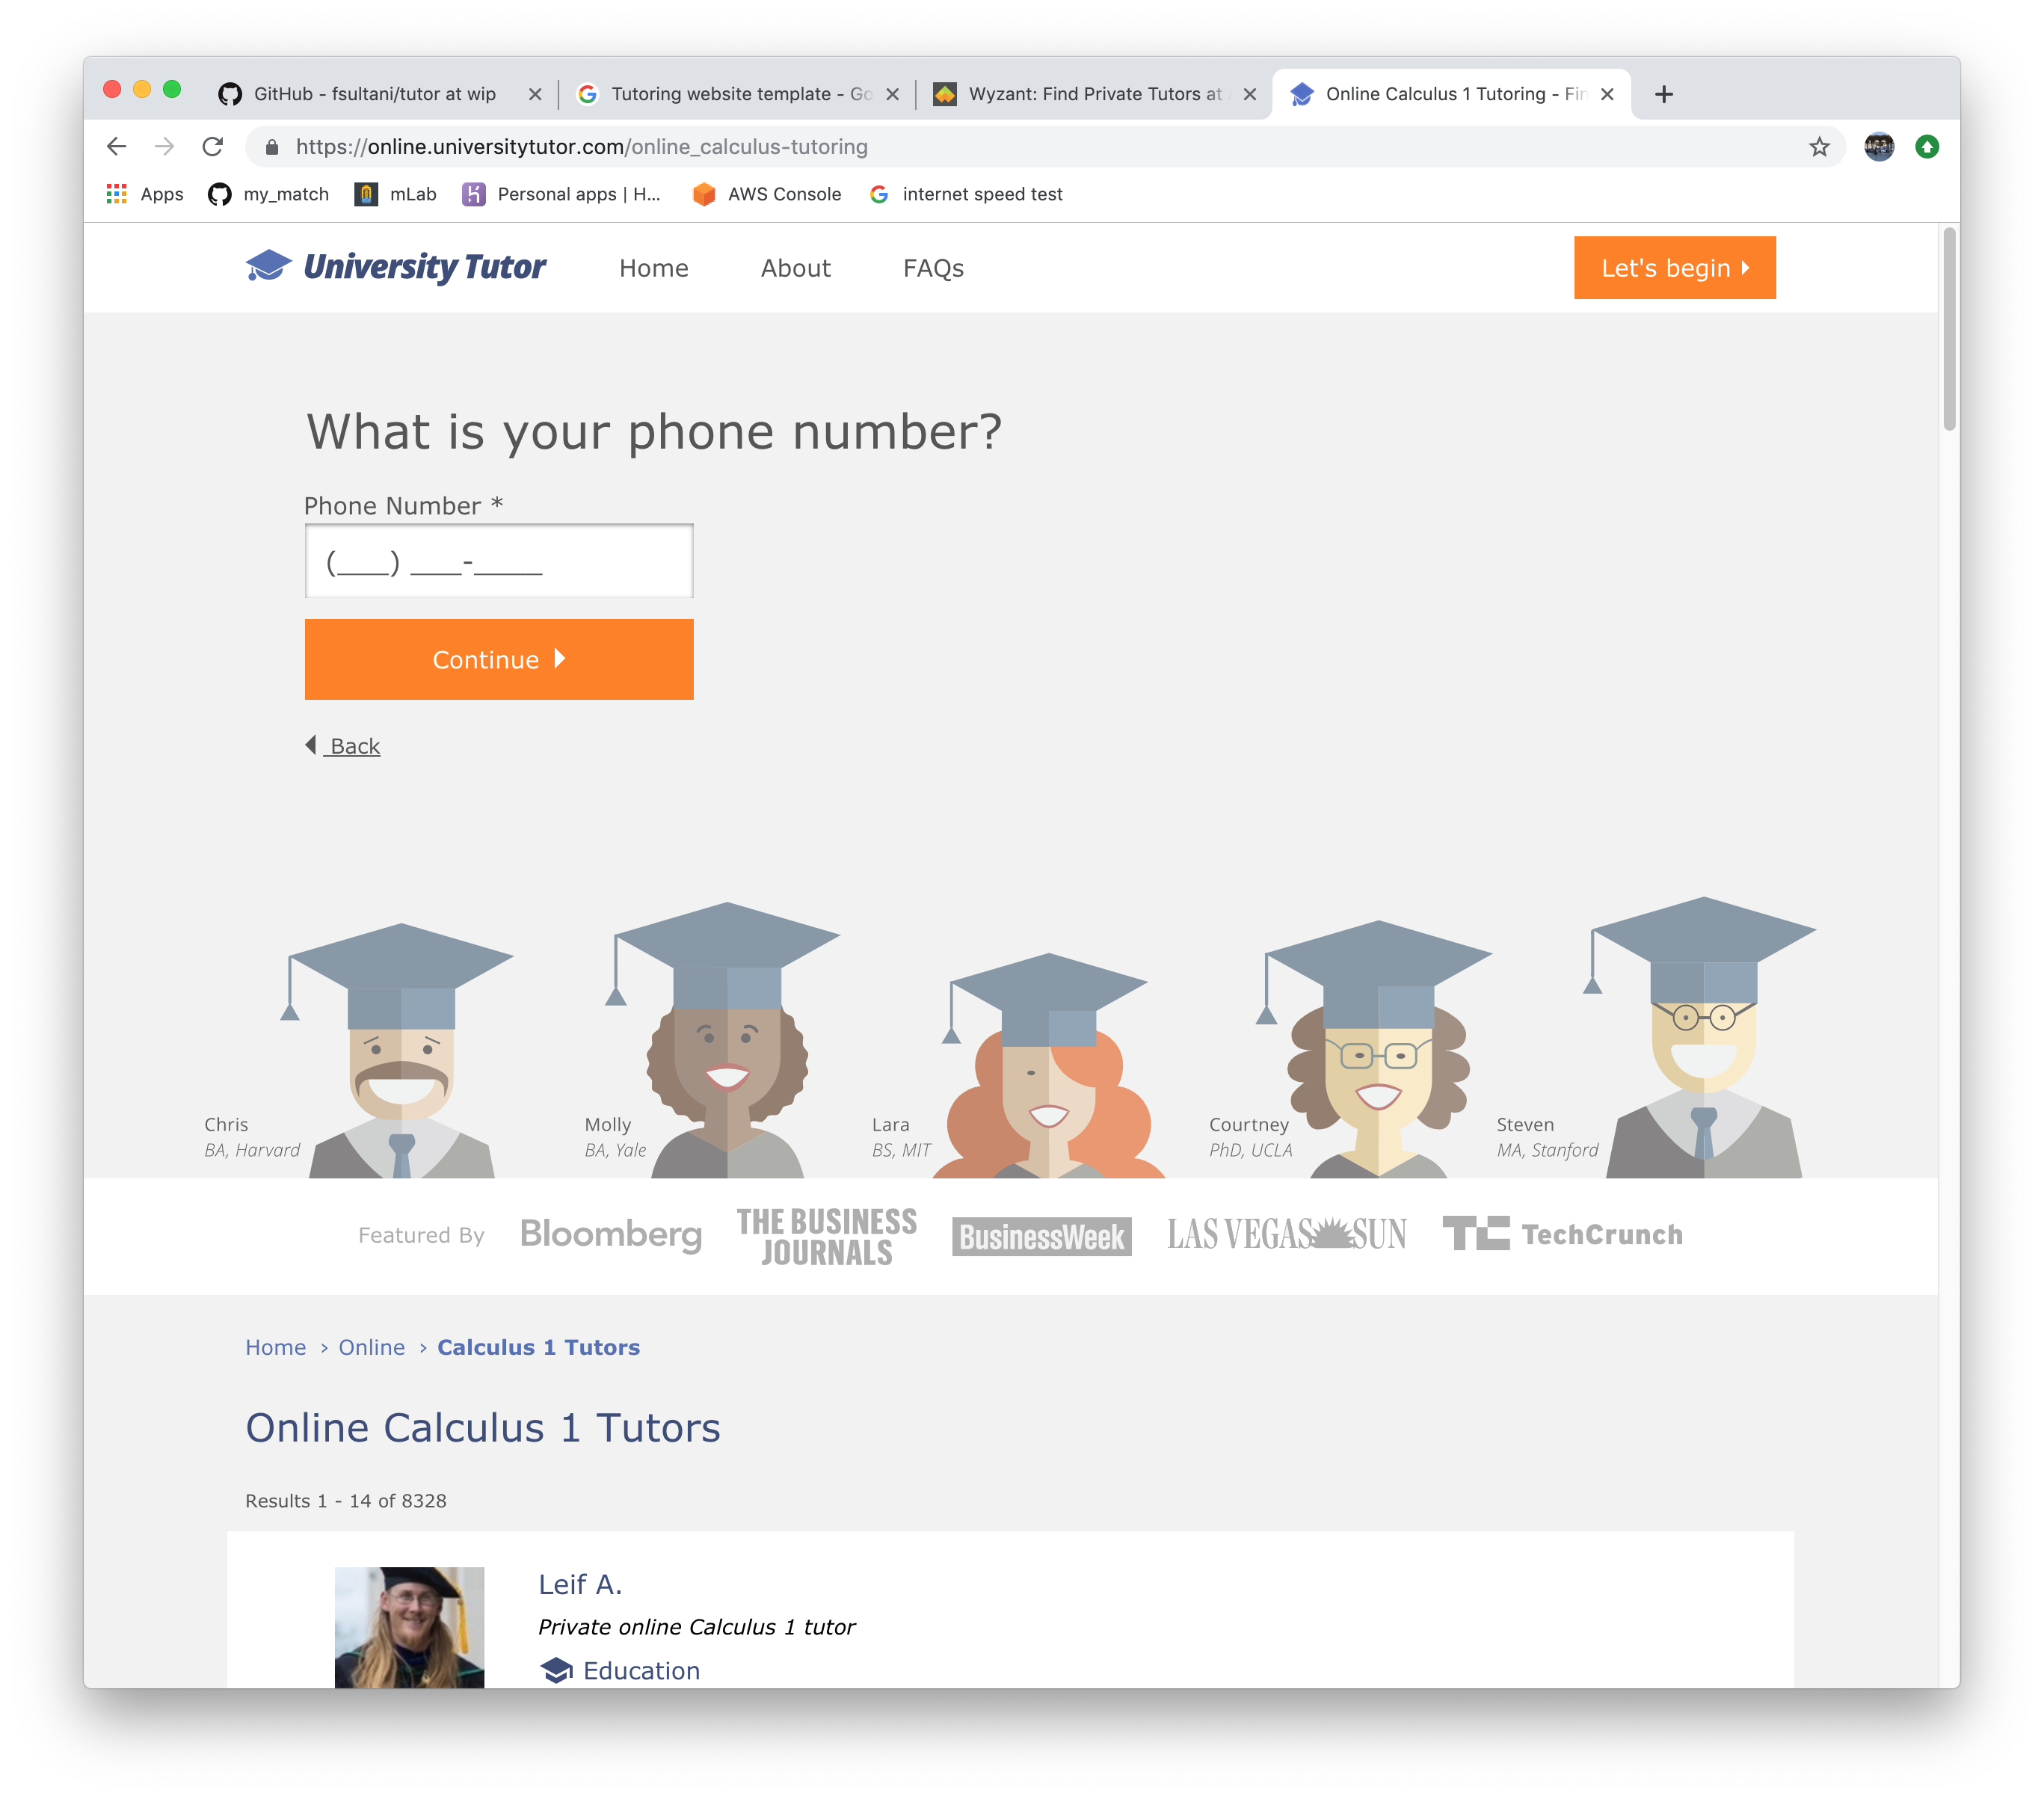 GitHub - fsultani/tutor at wip
Tutoring website template - Go
Wyzant: Find Private Tutors at
Online Calculus 1 Tutoring - Fin
https://online.universitytutor.com/online_calculus-tutoring
Apps
my_match
mLab
Personal apps | H...
AWS Console
internet speed test
University Tutor
Home
About
FAQs
Let's begin
What is your phone number?
Phone Number *
(___) ___-____
Continue
Back
Chris
BA, Harvard
Molly
BA, Yale
Lara
BS, MIT
Courtney
PhD, UCLA
Steven
MA, Stanford
Featured By
Bloomberg
THE BUSINESS
JOURNALS
BusinessWeek
LAS VEGAS SUN
TC TechCrunch
Home › Online › Calculus 1 Tutors
Online Calculus 1 Tutors
Results 1 - 14 of 8328
Leif A.
Private online Calculus 1 tutor
Education